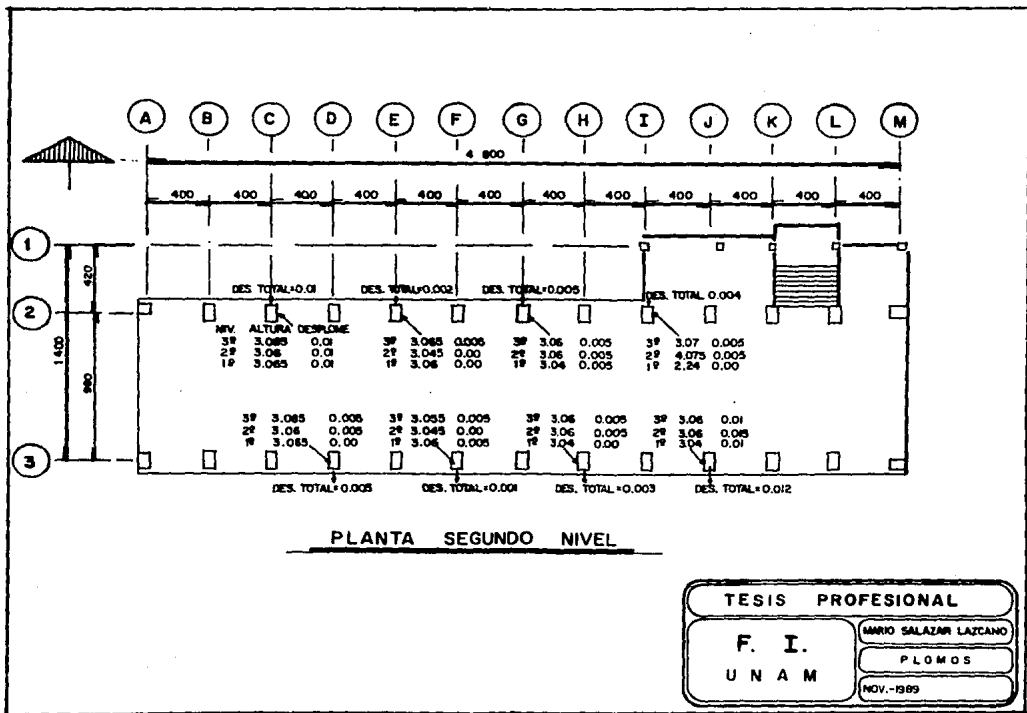 A B C D E F G H I J K L M
4 800
400 400 400 400 400 400 400 400 400 400 400 400
1
420
DES. TOTAL=0.01 DES. TOTAL=0.002 DES. TOTAL=0.005 DES. TOTAL 0.004
2
NIV. ALTURA DESPLOME
3º 3.065 0.01 3º 3.065 0.005 3º 3.06 0.005 3º 3.07 0.005
2º 3.06 0.01 2º 3.045 0.00 2º 3.06 0.005 2º 4.075 0.005
1º 3.065 0.01 1º 3.06 0.00 1º 3.04 0.005 1º 2.24 0.00
1400
980
3º 3.065 0.005 3º 3.055 0.005 3º 3.06 0.005 3º 3.06 0.01
2º 3.06 0.005 2º 3.045 0.00 2º 3.06 0.005 2º 3.06 0.015
1º 3.065 0.00 1º 3.06 0.005 1º 3.04 0.00 1º 3.04 0.01
3
DES. TOTAL=0.005 DES. TOTAL=0.001 DES. TOTAL=0.003 DES. TOTAL=0.012
PLANTA SEGUNDO NIVEL
TESIS PROFESIONAL
F. I.
UNAM
MARIO SALAZAR LAZCANO
PLOMOS
NOV.-1989